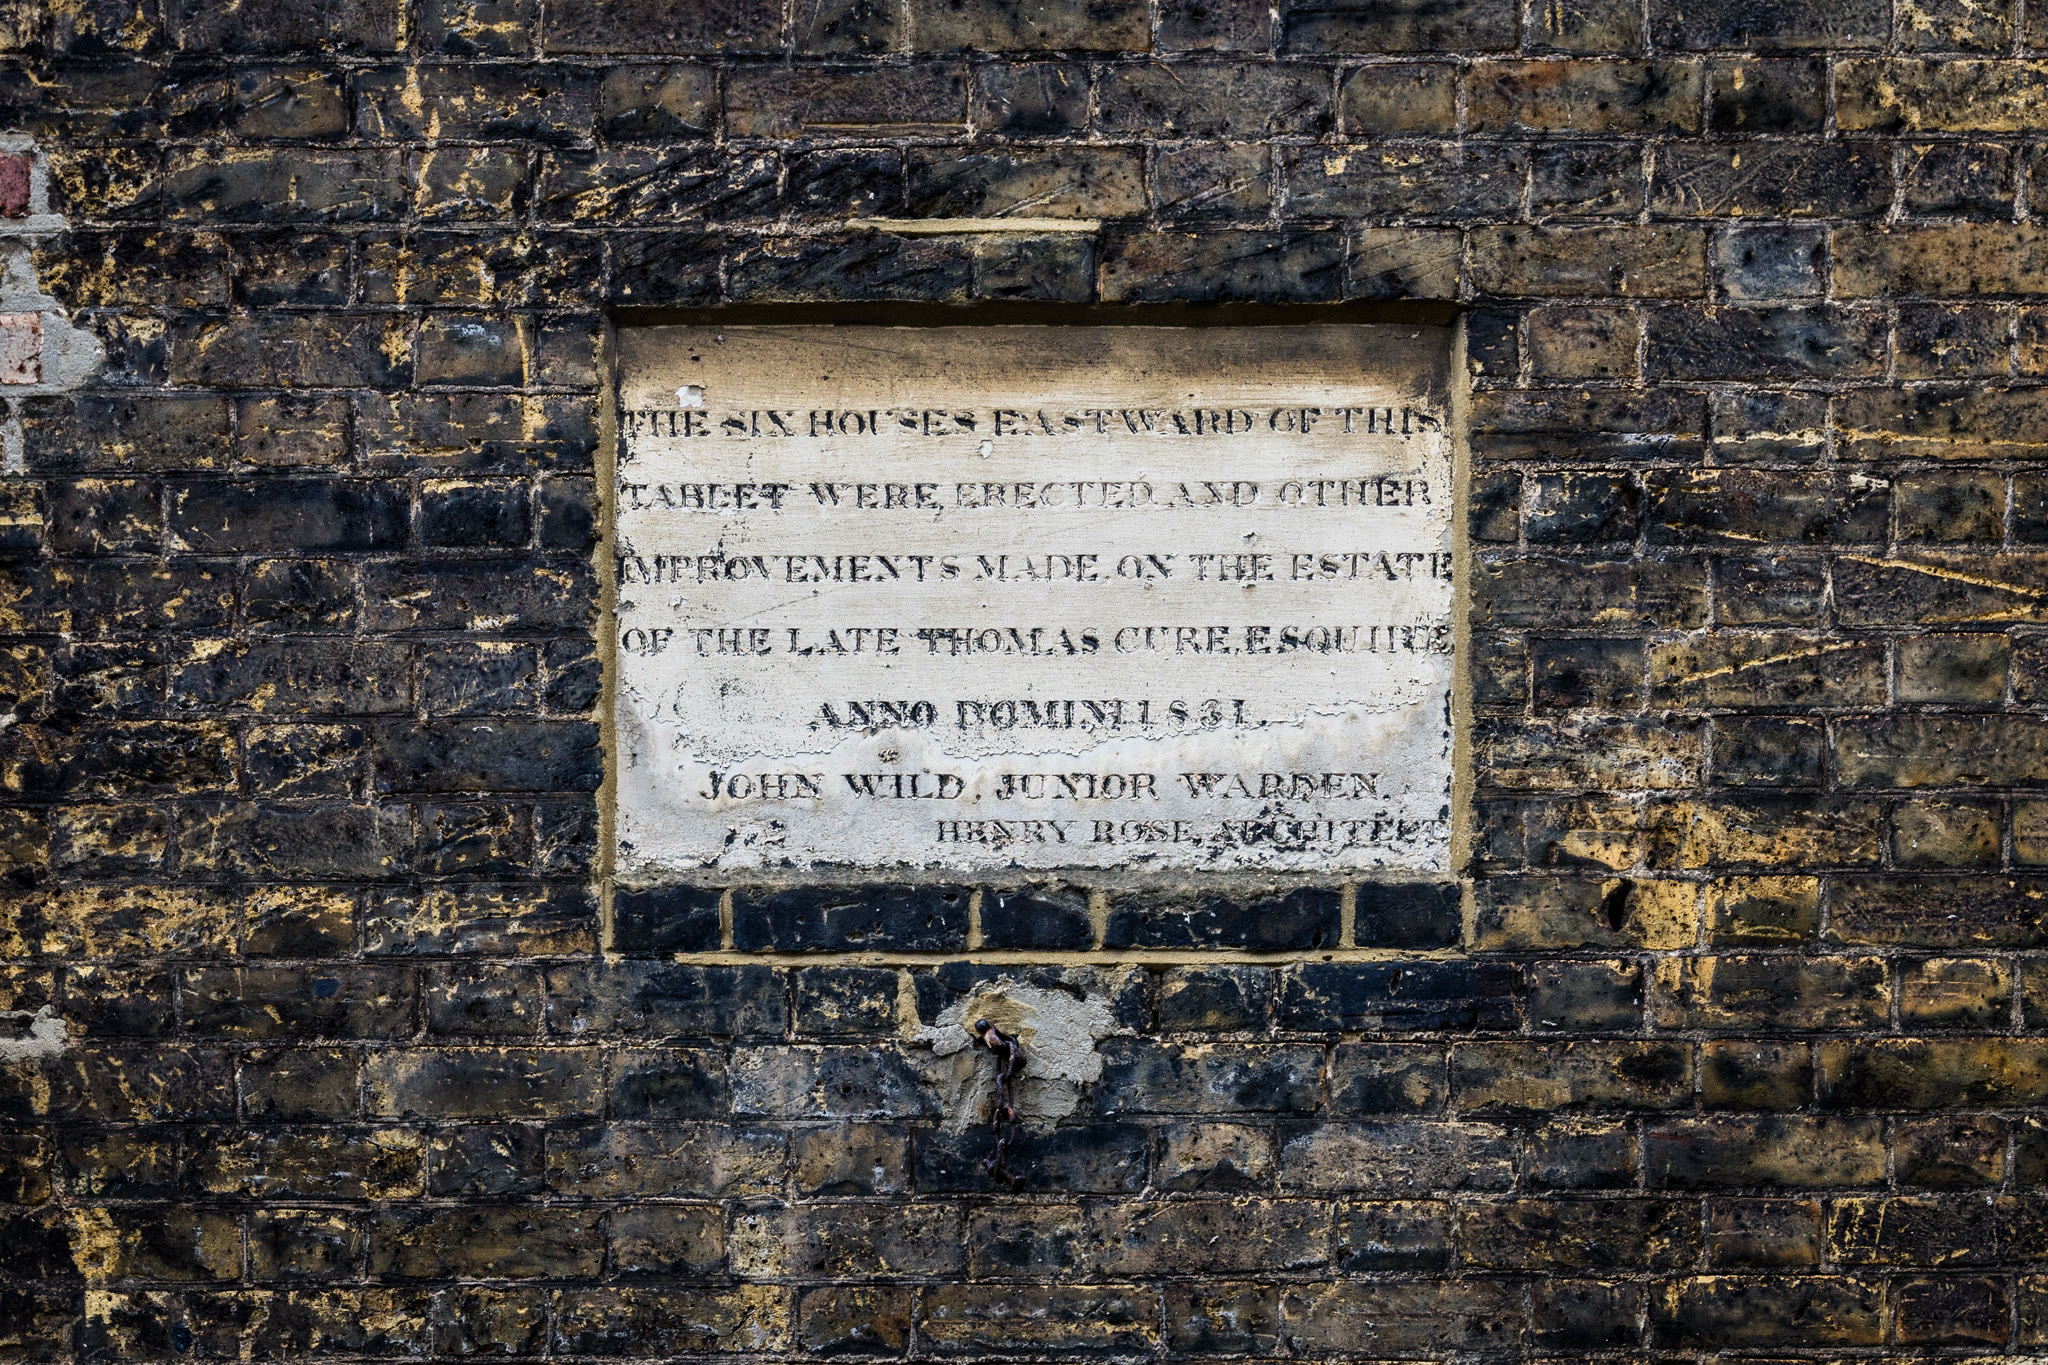 THE SIX HOUSES EASTWARD OF THIS
TABLET WERE ERECTED AND OTHER
IMPROVEMENTS MADE ON THE ESTATE
OF THE LATE THOMAS CURE, ESQUIRE
ANNO DOMINI 1831.
JOHN WILD, JUNIOR WARDEN.
HENRY ROSE, ARCHITECT